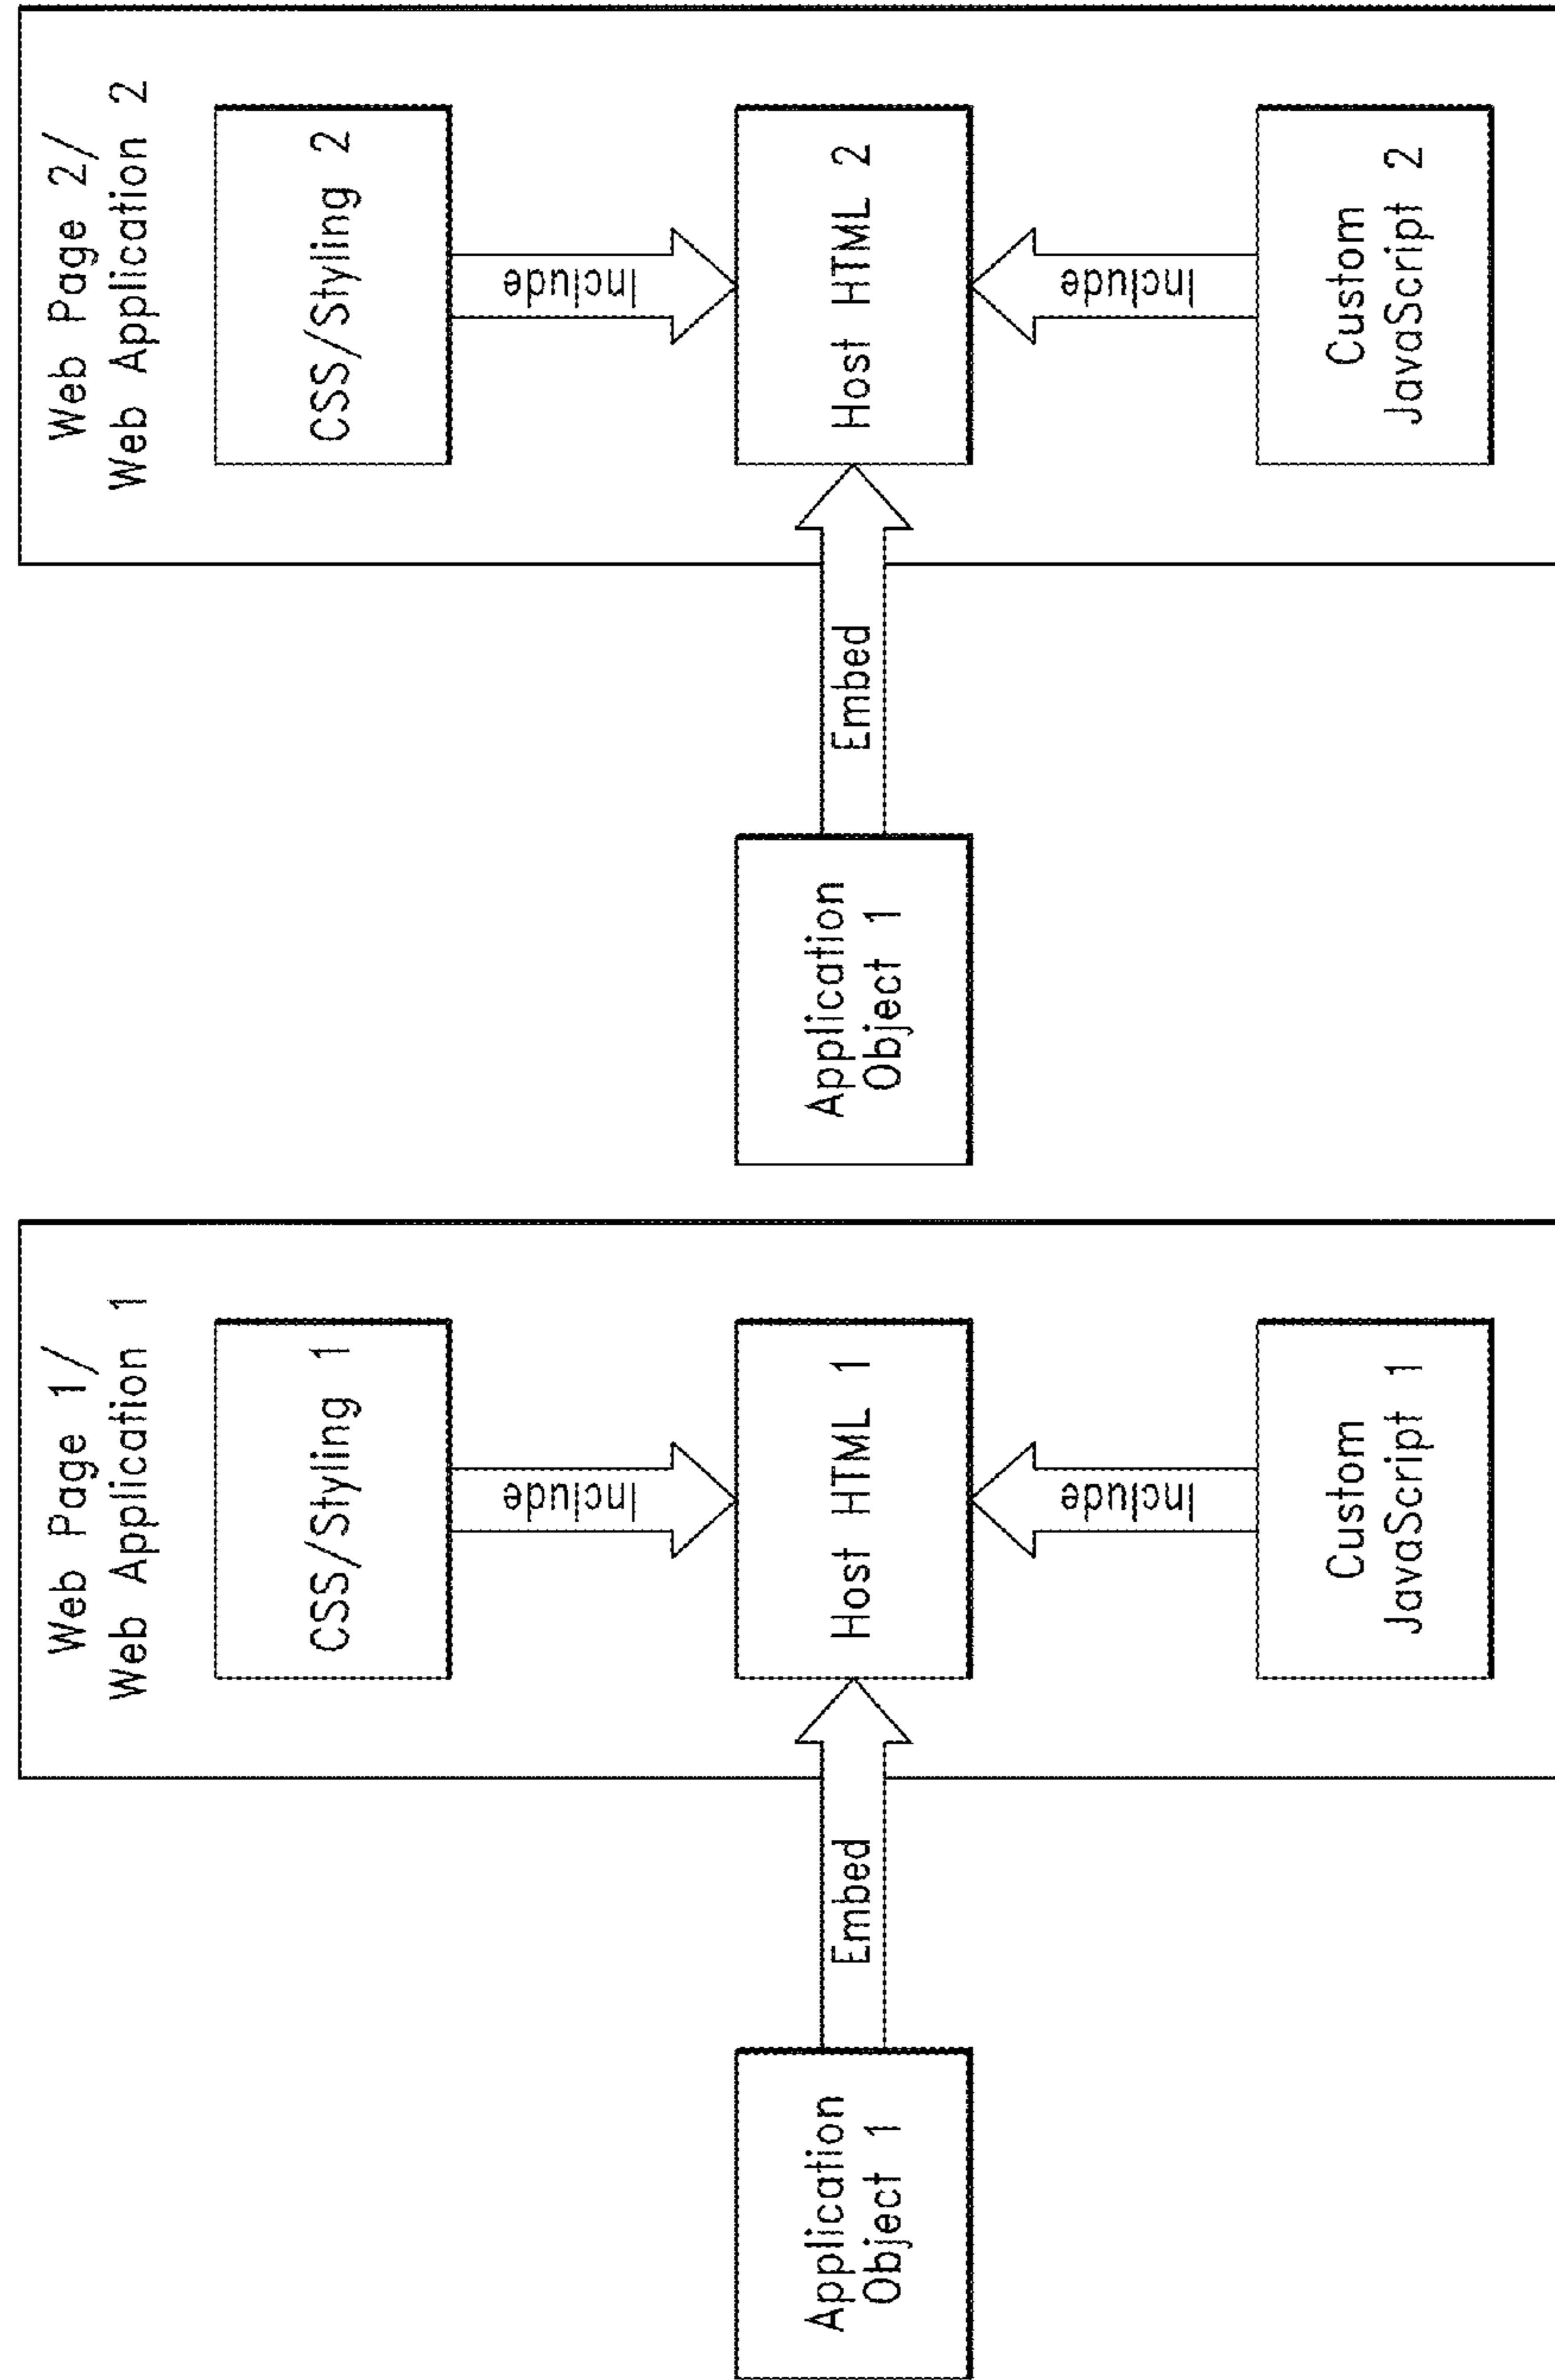 Web Page 1/
Web Application 1
CSS/Styling 1
Include
Application
Object 1
Embed
Host HTML 1
Include
Custom
JavaScript 1
Web Page 2/
Web Application 2
CSS/Styling 2
Include
Application
Object 1
Embed
Host HTML 2
Include
Custom
JavaScript 2